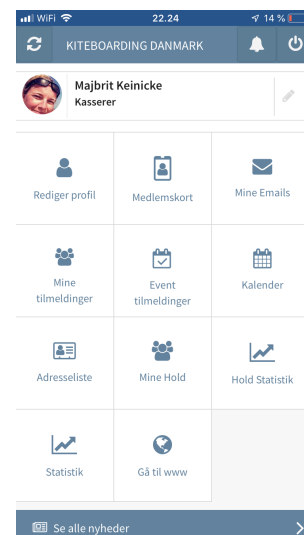 WiFi 22.24 14 %
KITEBOARDING DANMARK
Majbrit Keinicke
Kasserer
Rediger profil Medlemskort Mine Emails
Mine tilmeldinger Event tilmeldinger Kalender
Adresseliste Mine Hold Hold Statistik
Statistik Gå til www
Se alle nyheder